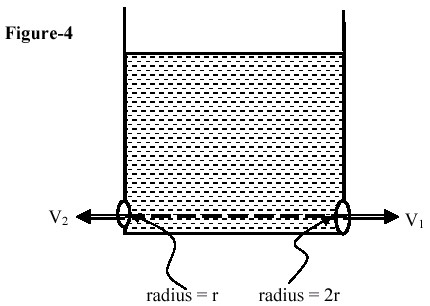 Figure-4
V₂
V₁
radius = r
radius = 2r